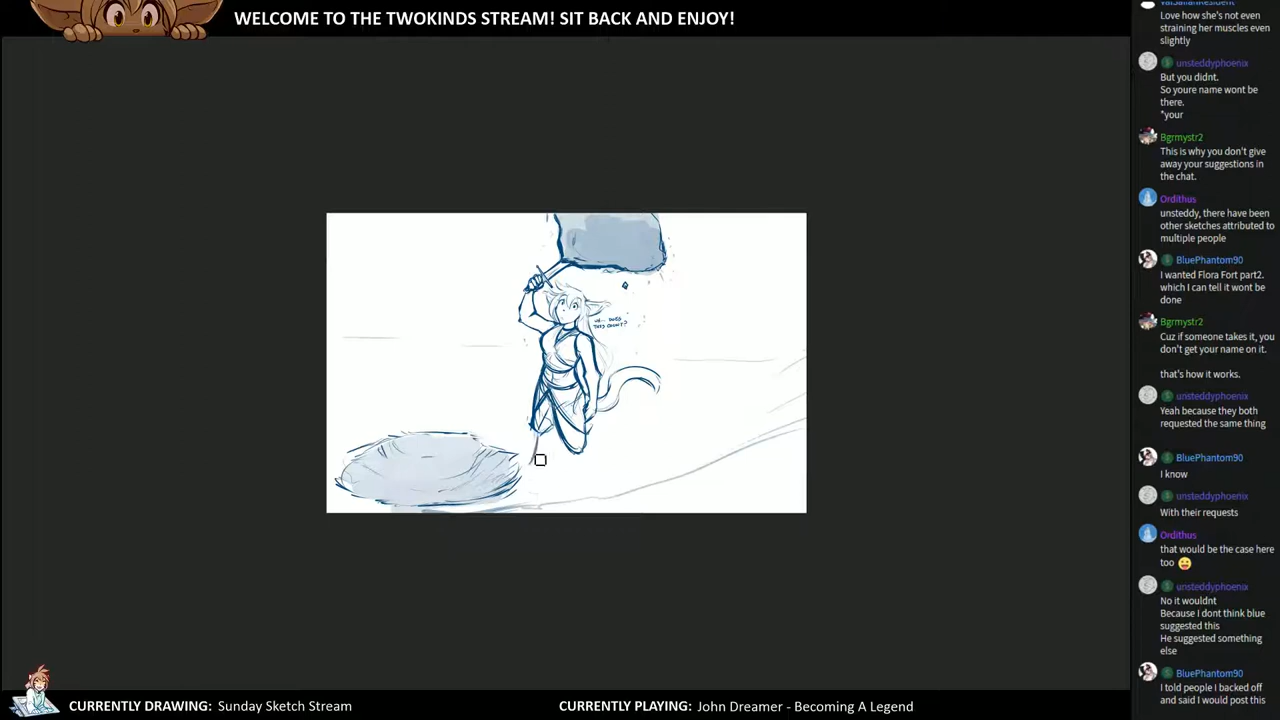 WELCOME TO THE TWOKINDS STREAM! SIT BACK AND ENJOY!
UH... DOES
THIS COUNT?
ValSalianResident
Love how she's not even
straining her muscles even
slightly
unsteddyphoenix
But you didnt.
So youre name wont be
there.
*your
Bgrmystr2
This is why you don't give
away your suggestions in
the chat.
Ordithus
unsteddy, there have been
other sketches attributed to
multiple people
BluePhantom90
I wanted Flora Fort part2.
which I can tell it wont be
done
Bgrmystr2
Cuz if someone takes it, you
don't get your name on it.
that's how it works.
unsteddyphoenix
Yeah because they both
requested the same thing
BluePhantom90
I know
unsteddyphoenix
With their requests
Ordithus
that would be the case here
too
unsteddyphoenix
No it wouldnt
Because I dont think blue
suggested this
He suggested something
else
BluePhantom90
I told people I backed off
and said I would post this
CURRENTLY DRAWING: Sunday Sketch Stream
CURRENTLY PLAYING: John Dreamer - Becoming A Legend